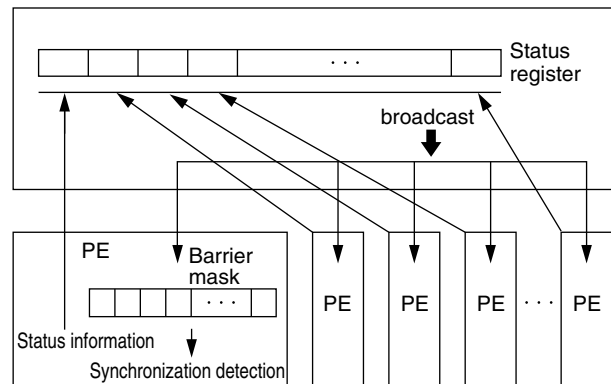 · · ·
Status
register
broadcast
PE
Barrier
mask
· · ·
PE
PE
PE
· · ·
PE
Status information
Synchronization detection